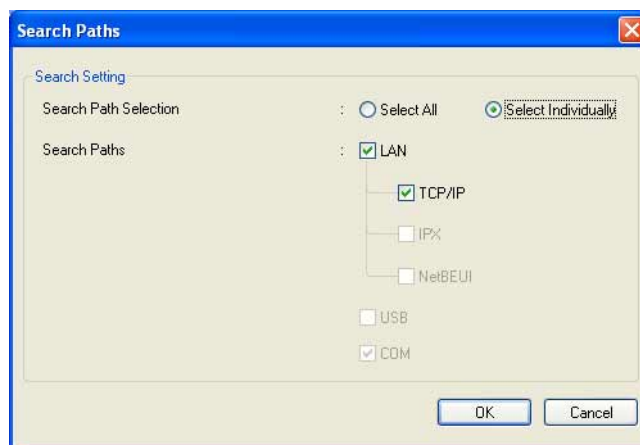 Search Paths
Search Setting
Search Path Selection : Select All Select Individually
Search Paths : LAN
TCP/IP
IPX
NetBEUI
USB
COM
OK Cancel